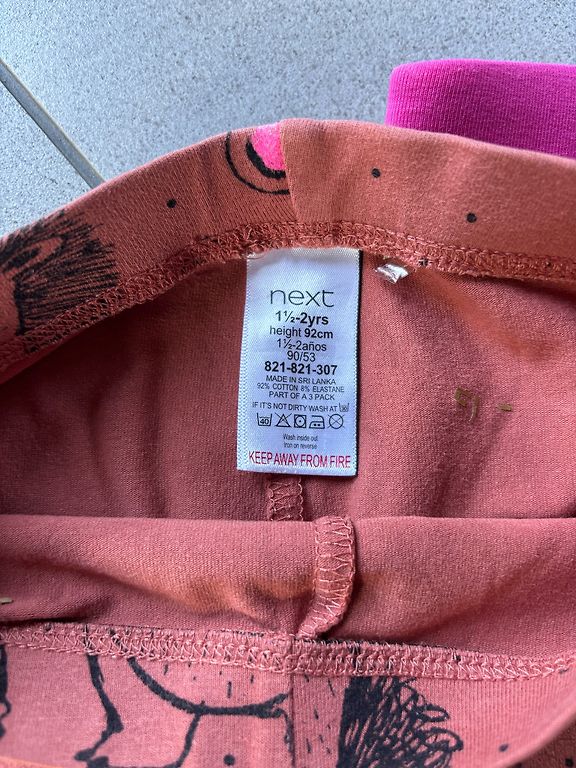 next
1½-2yrs
height 92cm
1½-2años
90/53
821-821-307
MADE IN SRI LANKA
92% COTTON 8% ELASTANE
PART OF A 3 PACK
IF IT'S NOT DIRTY WASH AT 30
40
Wash inside out
Iron on reverse
KEEP AWAY FROM FIRE